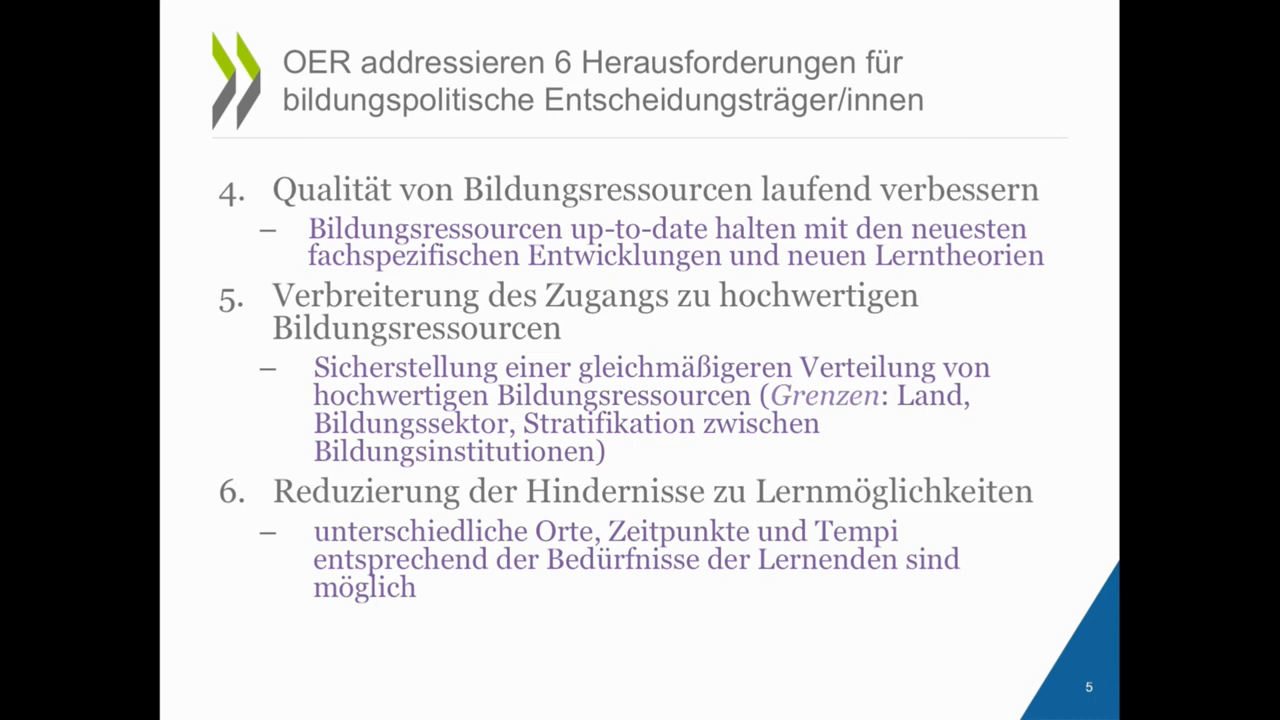 OER addressieren 6 Herausforderungen für
bildungspolitische Entscheidungsträger/innen
4. Qualität von Bildungsressourcen laufend verbessern
– Bildungsressourcen up-to-date halten mit den neuesten
fachspezifischen Entwicklungen und neuen Lerntheorien
5. Verbreiterung des Zugangs zu hochwertigen
Bildungsressourcen
– Sicherstellung einer gleichmäßigeren Verteilung von
hochwertigen Bildungsressourcen (Grenzen: Land,
Bildungssektor, Stratifikation zwischen
Bildungsinstitutionen)
6. Reduzierung der Hindernisse zu Lernmöglichkeiten
– unterschiedliche Orte, Zeitpunkte und Tempi
entsprechend der Bedürfnisse der Lernenden sind
möglich
5